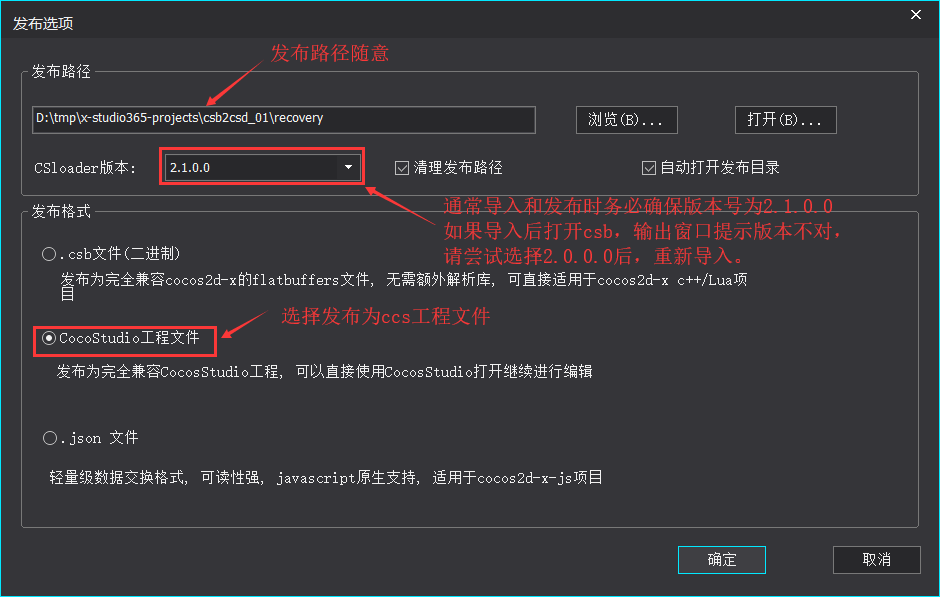 发布选项
发布路径随意
发布路径
D:\tmp\x-studio365-projects\csb2csd_01\recovery
浏览(B)...
打开(B)...
CSloader版本:
2.1.0.0
清理发布路径
自动打开发布目录
通常导入和发布时务必确保版本号为2.1.0.0
如果导入后打开csb，输出窗口提示版本不对，
请尝试选择2.0.0.0后，重新导入。
发布格式
.csb文件(二进制)
发布为完全兼容cocos2d-x的flatbuffers文件, 无需额外解析库, 可直接适用于cocos2d-x c++/Lua项
目
选择发布为ccs工程文件
CocoStudio工程文件
发布为完全兼容CocosStudio工程, 可以直接使用CocosStudio打开继续进行编辑
.json 文件
轻量级数据交换格式, 可读性强, javascript原生支持, 适用于cocos2d-x-js项目
确定
取消